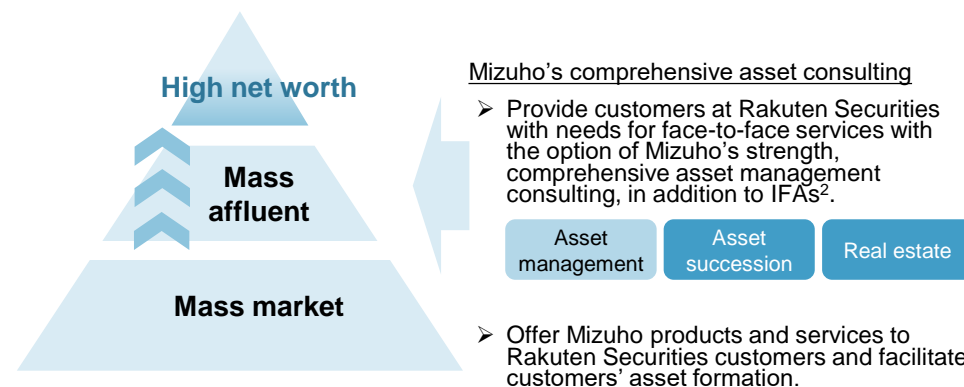 High net worth
Mass
affluent
Mass market
Mizuho's comprehensive asset consulting
➢ Provide customers at Rakuten Securities
with needs for face-to-face services with
the option of Mizuho's strength,
comprehensive asset management
consulting, in addition to IFAs².
Asset
management
Asset
succession
Real estate
➢ Offer Mizuho products and services to
Rakuten Securities customers and facilitate
customers' asset formation.